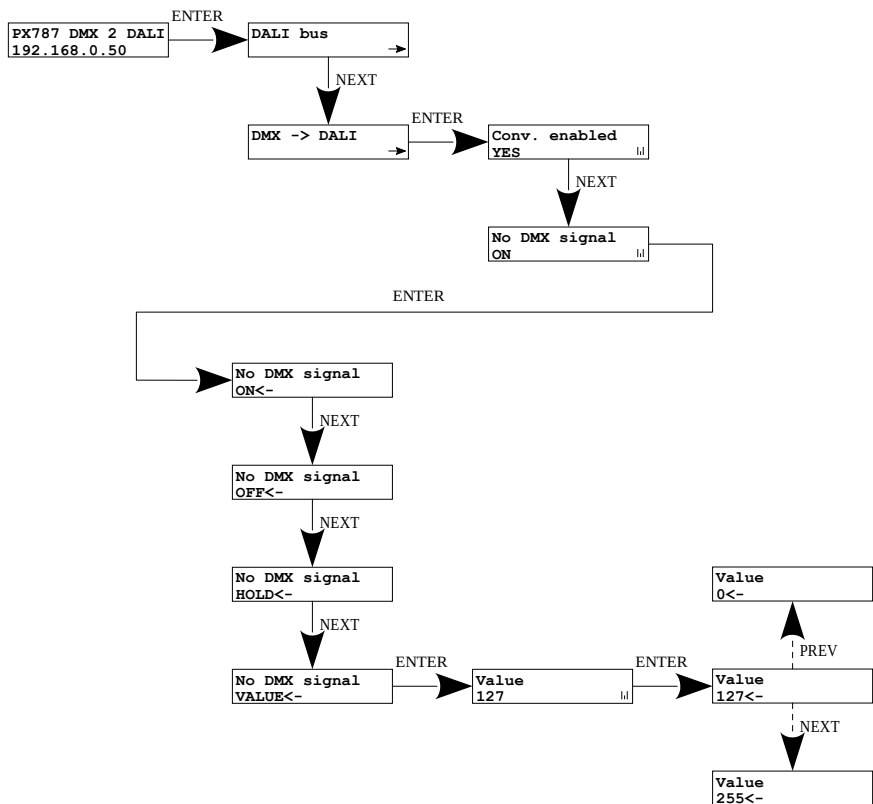 ENTER
PX787 DMX 2 DALI
192.168.0.50
DALI bus
NEXT
DMX -> DALI
ENTER
Conv. enabled
YES
NEXT
No DMX signal
ON
ENTER
No DMX signal
ON<-
NEXT
No DMX signal
OFF<-
NEXT
No DMX signal
HOLD<-
NEXT
No DMX signal
VALUE<-
ENTER
Value
127
ENTER
Value
0<-
PREV
Value
127<-
NEXT
Value
255<-